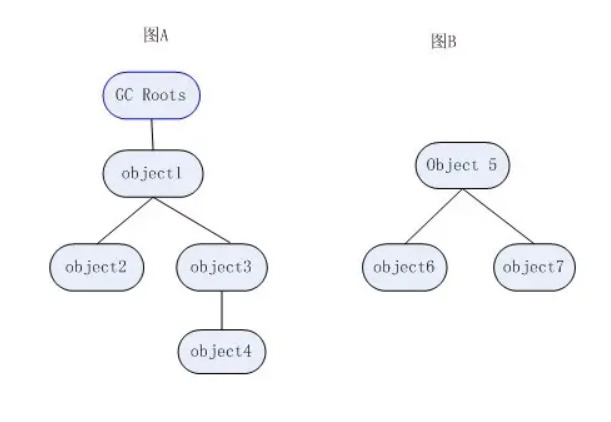 图A
图B
GC Roots
object1
object2
object3
object4
Object 5
object6
object7